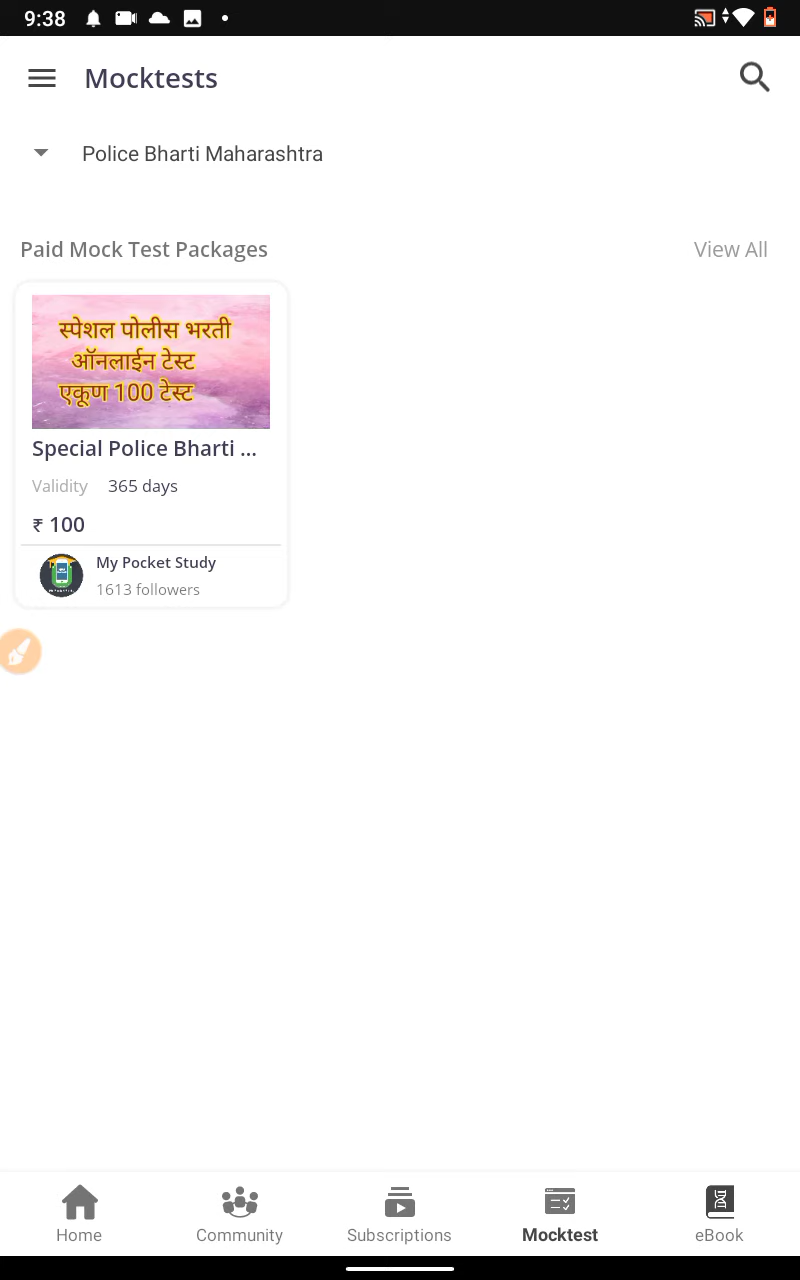 9:38
Mocktests
Police Bharti Maharashtra
Paid Mock Test Packages
View All
स्पेशल पोलीस भरती
ऑनलाईन टेस्ट
एकूण 100 टेस्ट
Special Police Bharti ...
Validity 365 days
₹ 100
My Pocket Study
1613 followers
Home
Community
Subscriptions
Mocktest
eBook